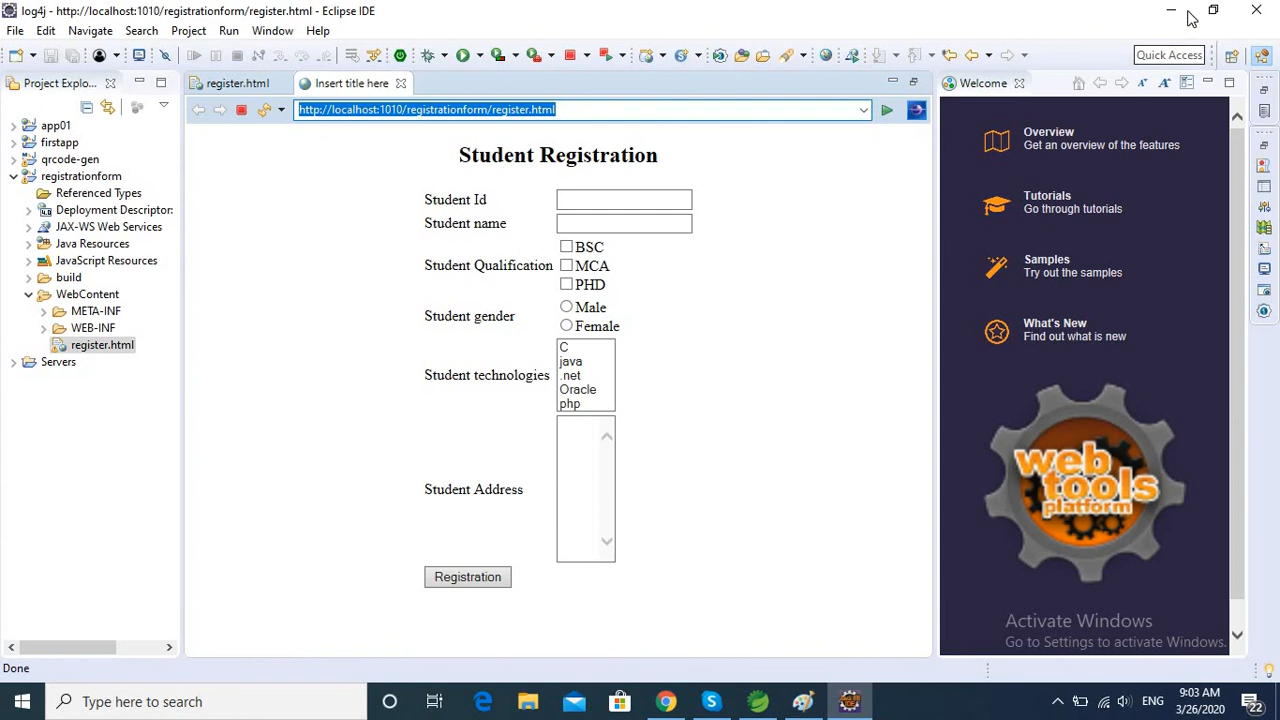 log4j - http://localhost:1010/registrationform/register.html - Eclipse IDE
File Edit Navigate Search Project Run Window Help
Quick Access
Project Explo...
register.html
Insert title here
Welcome
http://localhost:1010/registrationform/register.html
app01
firstapp
qrcode-gen
registrationform
Referenced Types
Deployment Descriptor:
JAX-WS Web Services
Java Resources
JavaScript Resources
build
WebContent
META-INF
WEB-INF
register.html
Servers
Student Registration
Student Id
Student name
Student Qualification
BSC
MCA
PHD
Student gender
Male
Female
Student technologies
C
java
.net
Oracle
php
Student Address
Registration
Overview
Get an overview of the features
Tutorials
Go through tutorials
Samples
Try out the samples
What's New
Find out what is new
web
tools
platform
Activate Windows
Go to Settings to activate Windows.
Done
Type here to search
ENG
9:03 AM
3/26/2020
22